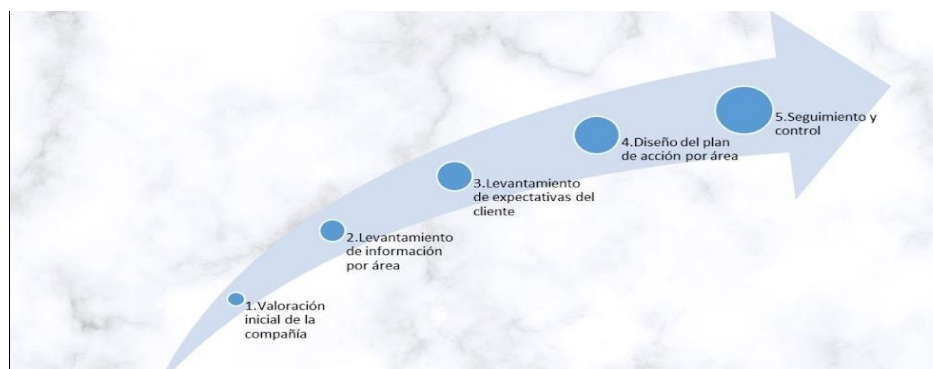 1.Valoración
inicial de la
compañía
2.Levantamiento
de información
por área
3.Levantamiento
de expectativas del
cliente
4.Diseño del plan
de acción por área
5.Seguimiento y
control